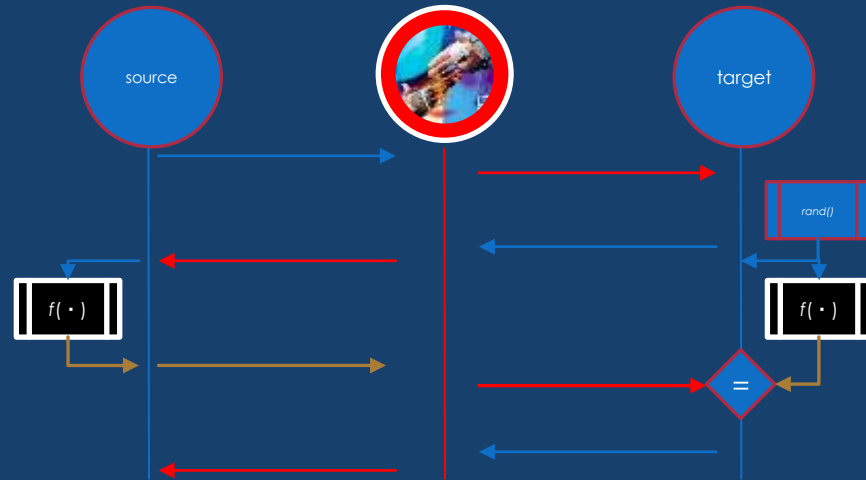 source
target
rand()
f( · )
f( · )
=